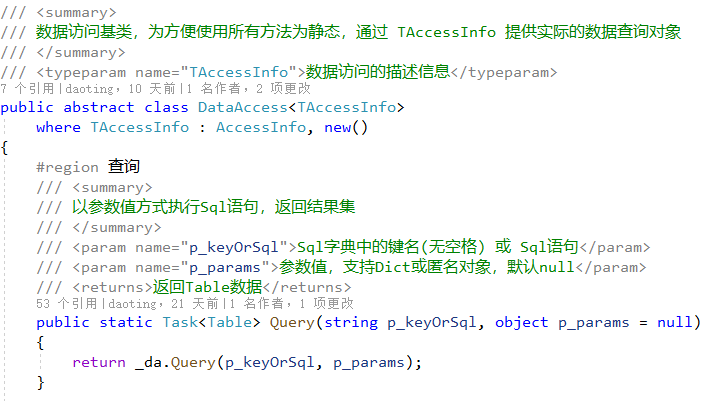 /// <summary>
/// 数据访问基类，为方便使用所有方法为静态，通过 TAccessInfo 提供实际的数据查询对象
/// </summary>
/// <typeparam name="TAccessInfo">数据访问的描述信息</typeparam>
7 个引用|daoting，10 天前|1 名作者，2 项更改
public abstract class DataAccess<TAccessInfo>
    where TAccessInfo : AccessInfo, new()
{
    #region 查询
    /// <summary>
    /// 以参数值方式执行Sql语句，返回结果集
    /// </summary>
    /// <param name="p_keyOrSql">Sql字典中的键名(无空格) 或 Sql语句</param>
    /// <param name="p_params">参数值，支持Dict或匿名对象，默认null</param>
    /// <returns>返回Table数据</returns>
    53 个引用|daoting，21 天前|1 名作者，1 项更改
    public static Task<Table> Query(string p_keyOrSql, object p_params = null)
    {
        return _da.Query(p_keyOrSql, p_params);
    }